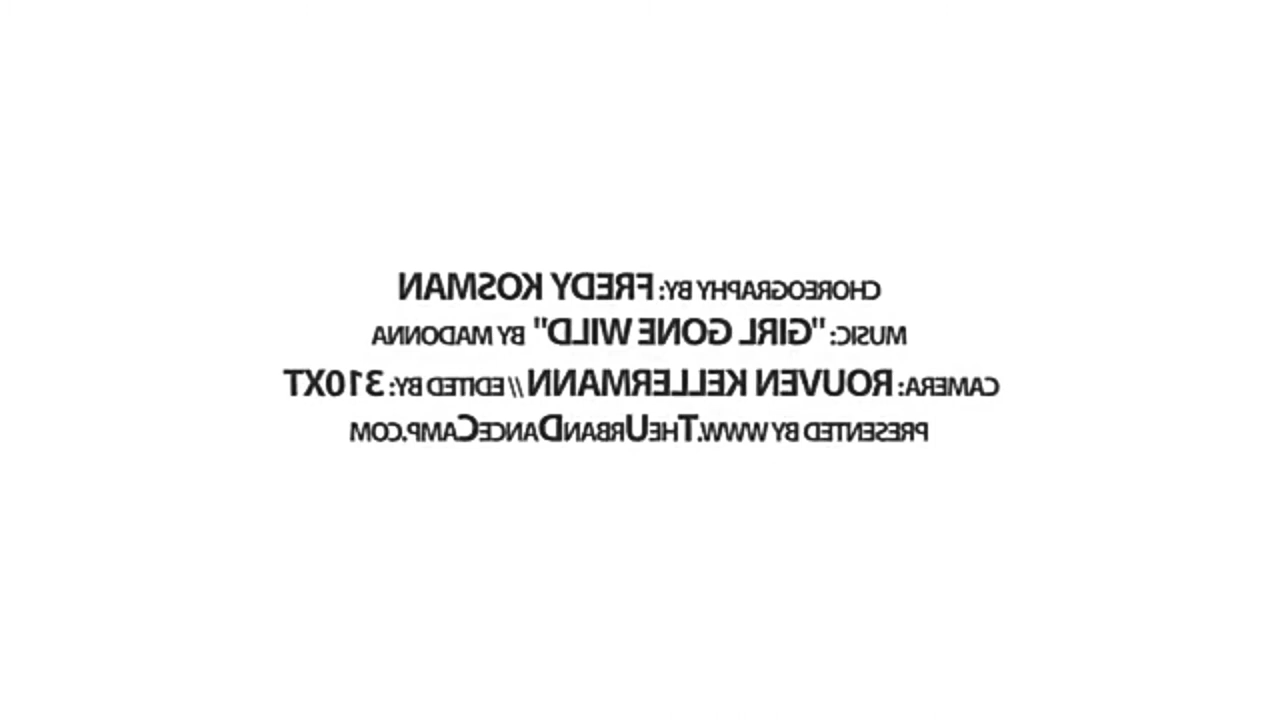 CHOREOGRAPHY BY: FREDY KOSMAN
MUSIC: "GIRL GONE WILD" BY MADONNA
CAMERA: ROUVEN KELLERMANN // EDITED BY: 310XT
PRESENTED BY WWW.THEURBANDANCECAMP.COM